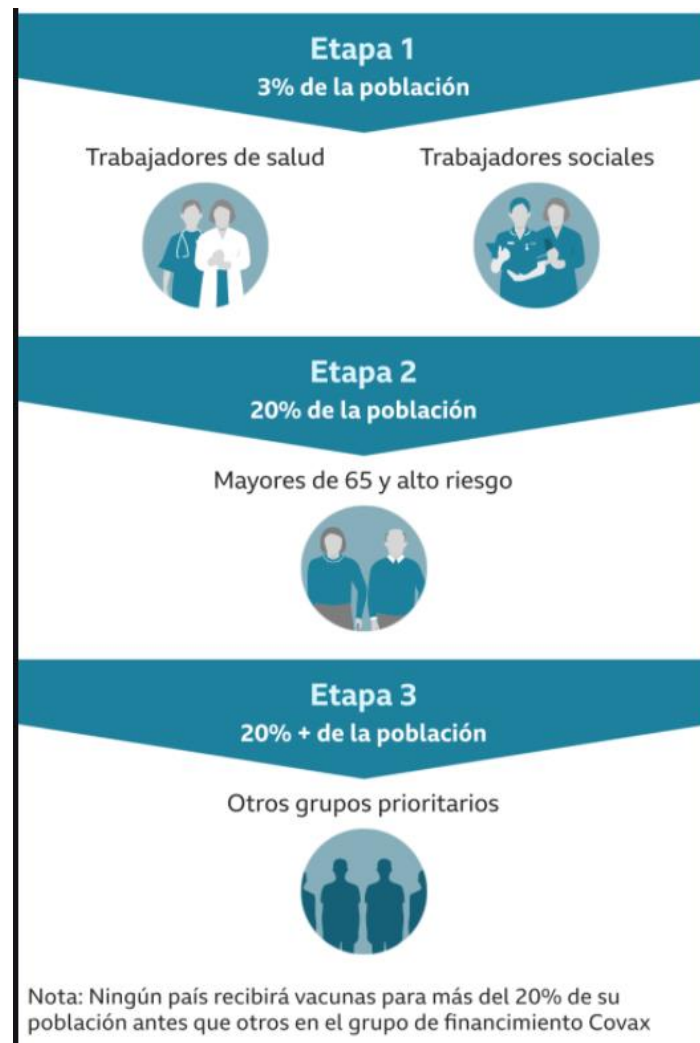 Etapa 1
3% de la población
Trabajadores de salud
Trabajadores sociales
Etapa 2
20% de la población
Mayores de 65 y alto riesgo
Etapa 3
20% + de la población
Otros grupos prioritarios
Nota: Ningún país recibirá vacunas para más del 20% de su
población antes que otros en el grupo de financimiento Covax